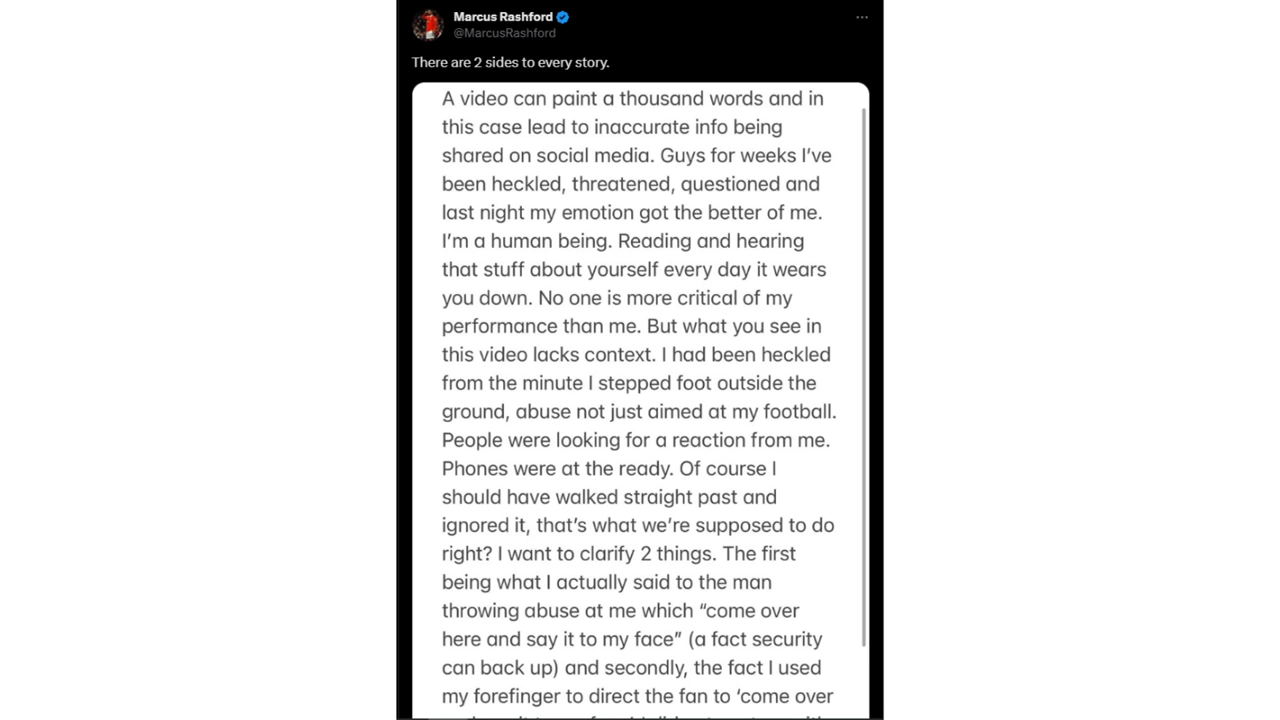 Marcus Rashford
@MarcusRashford
There are 2 sides to every story.
A video can paint a thousand words and in
this case lead to inaccurate info being
shared on social media. Guys for weeks I’ve
been heckled, threatened, questioned and
last night my emotion got the better of me.
I’m a human being. Reading and hearing
that stuff about yourself every day it wears
you down. No one is more critical of my
performance than me. But what you see in
this video lacks context. I had been heckled
from the minute I stepped foot outside the
ground, abuse not just aimed at my football.
People were looking for a reaction from me.
Phones were at the ready. Of course I
should have walked straight past and
ignored it, that’s what we’re supposed to do
right? I want to clarify 2 things. The first
being what I actually said to the man
throwing abuse at me which “come over
here and say it to my face” (a fact security
can back up) and secondly, the fact I used
my forefinger to direct the fan to ‘come over